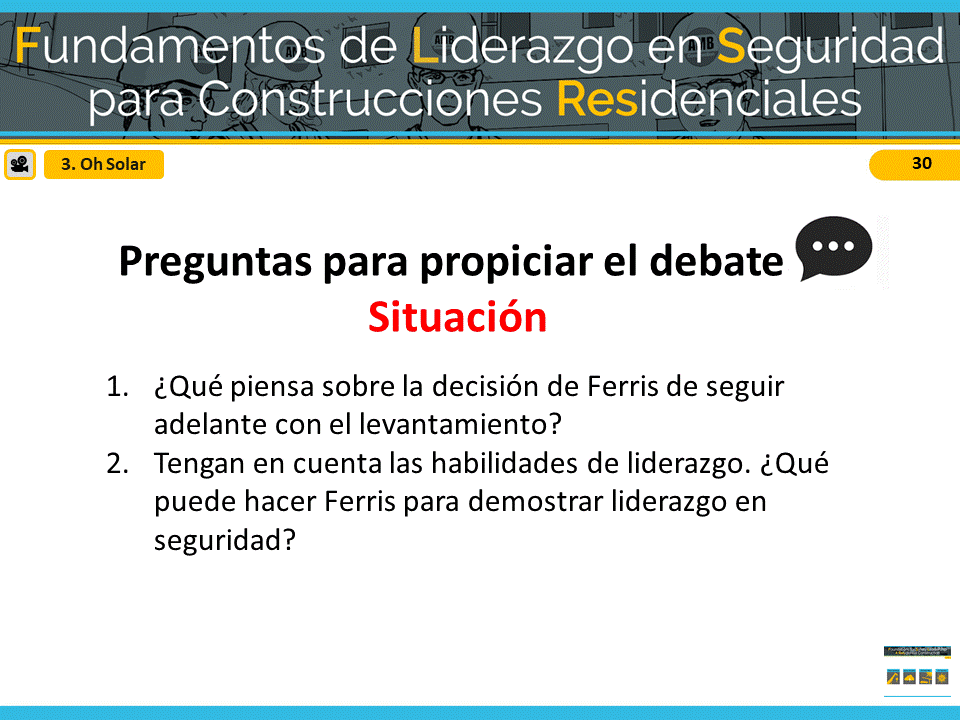 Fundamentos de Liderazgo en Seguridad
para Construcciones Residenciales
3. Oh Solar
30
Preguntas para propiciar el debate
Situación
1. ¿Qué piensa sobre la decisión de Ferris de seguir
adelante con el levantamiento?
2. Tengan en cuenta las habilidades de liderazgo. ¿Qué
puede hacer Ferris para demostrar liderazgo en
seguridad?